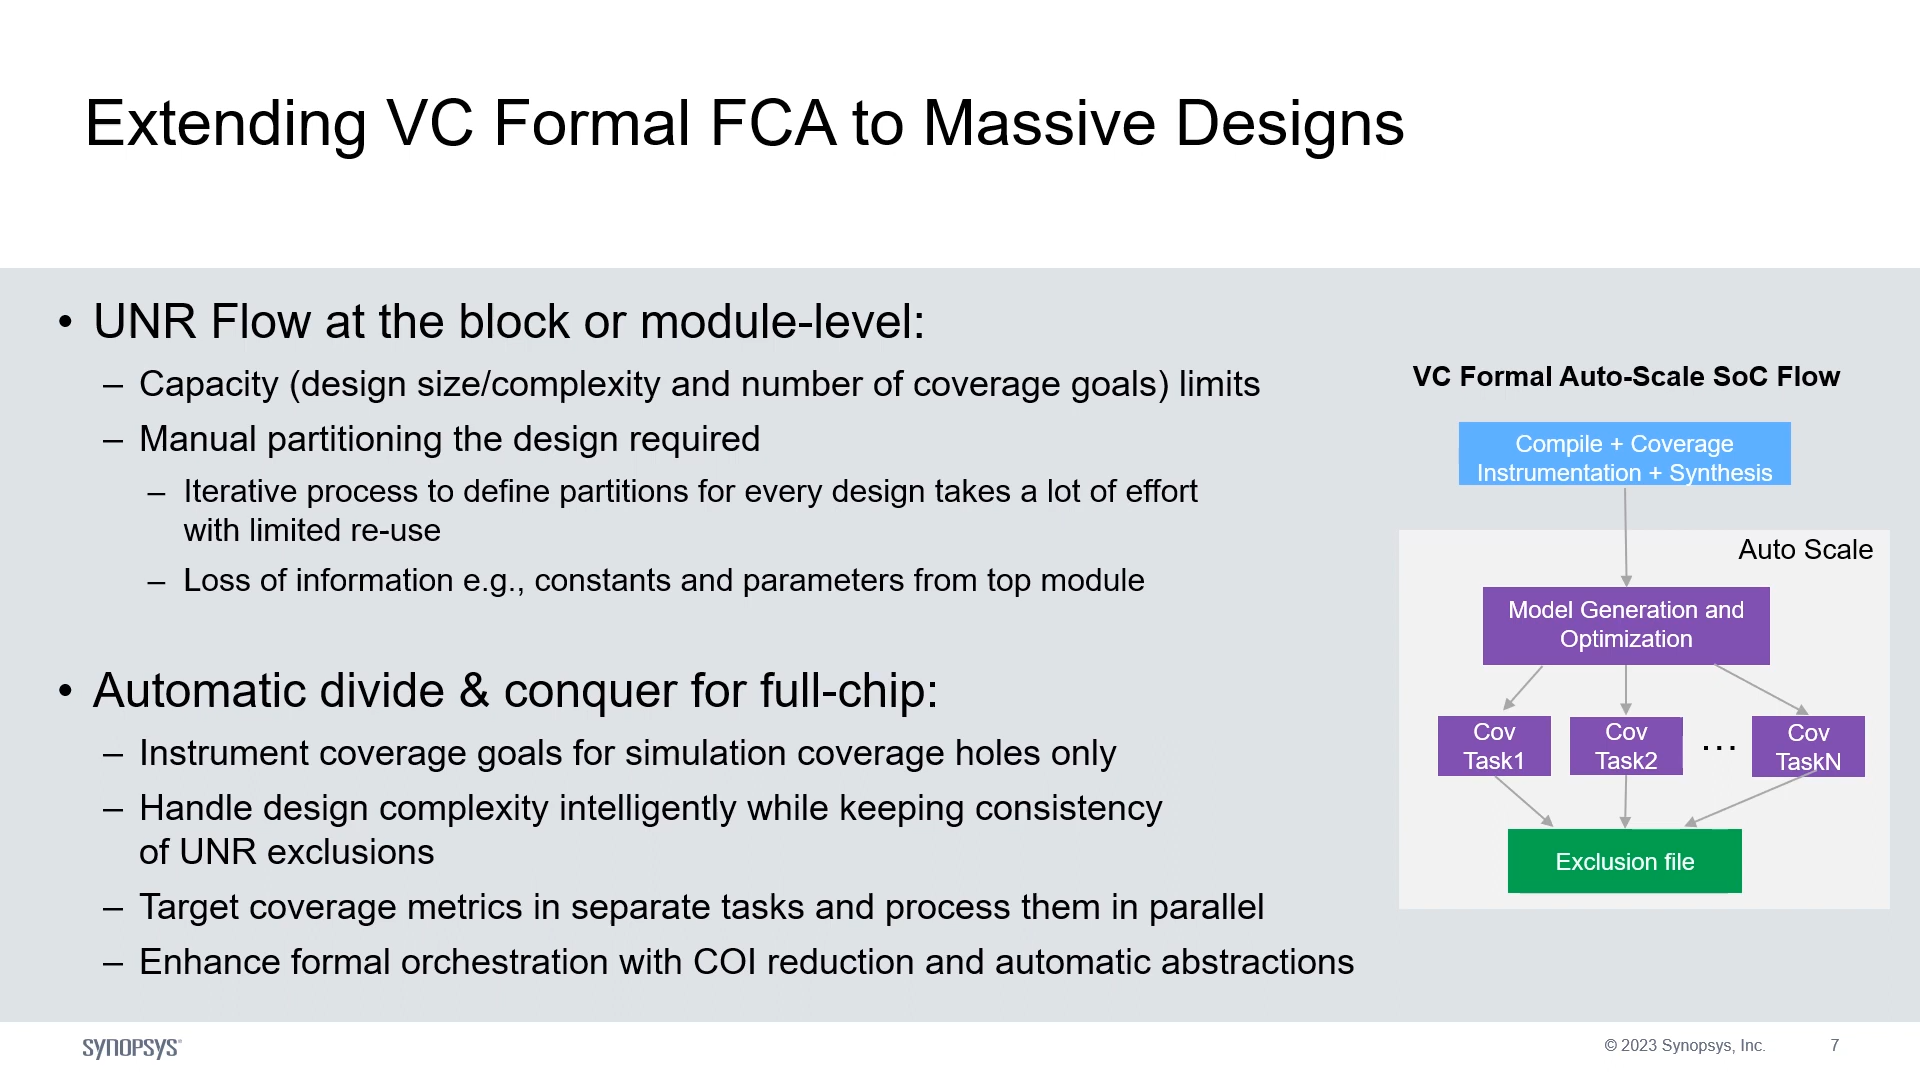 Extending VC Formal FCA to Massive Designs
• UNR Flow at the block or module-level:
– Capacity (design size/complexity and number of coverage goals) limits
– Manual partitioning the design required
– Iterative process to define partitions for every design takes a lot of effort
with limited re-use
– Loss of information e.g., constants and parameters from top module
• Automatic divide & conquer for full-chip:
– Instrument coverage goals for simulation coverage holes only
– Handle design complexity intelligently while keeping consistency
of UNR exclusions
– Target coverage metrics in separate tasks and process them in parallel
– Enhance formal orchestration with COI reduction and automatic abstractions
VC Formal Auto-Scale SoC Flow
Compile + Coverage
Instrumentation + Synthesis
Auto Scale
Model Generation and
Optimization
Cov
Task1
Cov
Task2
...
Cov
TaskN
Exclusion file
SYNOPSYS®
© 2023 Synopsys, Inc.
7